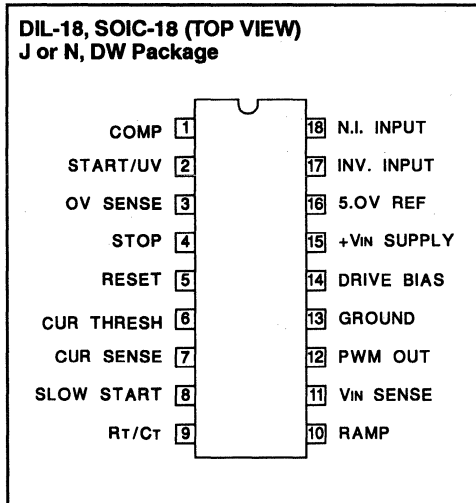 DIL-18, SOIC-18 (TOP VIEW)
J or N, DW Package
COMP 1 18 N.I. INPUT
START/UV 2 17 INV. INPUT
OV SENSE 3 16 5.0V REF
STOP 4 15 +VIN SUPPLY
RESET 5 14 DRIVE BIAS
CUR THRESH 6 13 GROUND
CUR SENSE 7 12 PWM OUT
SLOW START 8 11 VIN SENSE
RT/CT 9 10 RAMP